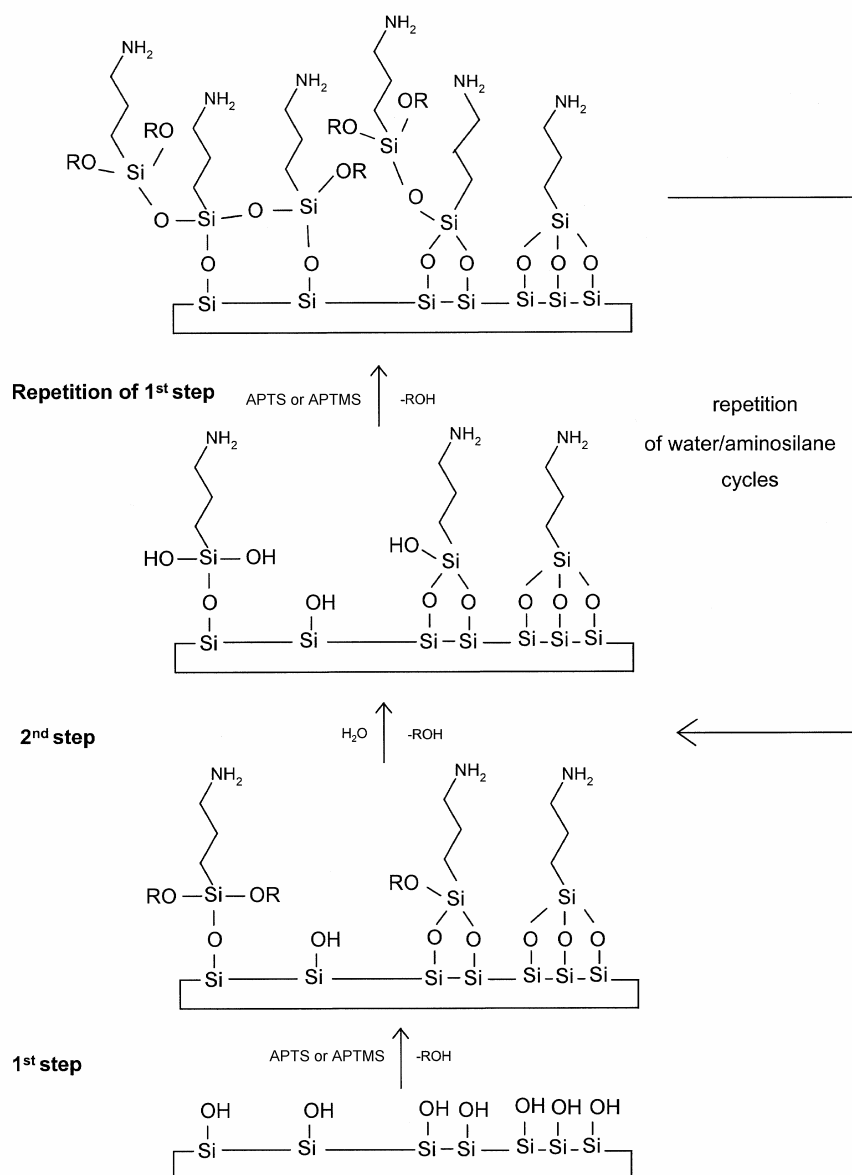 NH2
NH2
NH2
NH2
NH2
NH2
RO
RO
Si
OR
RO
OR
Si
RO Si
O
O
Si
O
Si
Si
Si
O
O
O O
O O O
Si
Si
Si Si
Si Si Si
Repetition of 1st step
APTS or APTMS
-ROH
repetition
of water/aminosilane
cycles
NH2
NH2
NH2
HO Si OH
HO
Si
Si
O
OH
O O
O O O
Si
Si
Si Si
Si Si Si
2nd step
H2O
-ROH
NH2
NH2
NH2
RO Si OR
RO
Si
Si
O
OH
O O
O O O
Si
Si
Si Si
Si Si Si
1st step
APTS or APTMS
-ROH
OH
OH
OH OH
OH OH OH
Si
Si
Si Si
Si Si Si